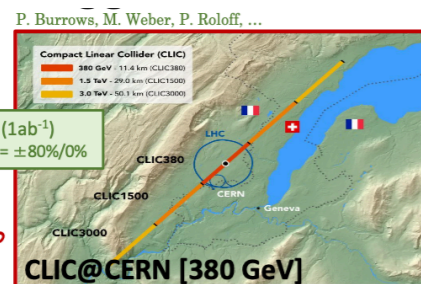 P. Burrows, M. Weber, P. Roloff, ...
Compact Linear Collider (CLIC)
380 GeV - 11.4 km (CLIC380)
1.5 TeV - 29.0 km (CLIC1500)
3.0 TeV - 50.1 km (CLIC3000)
(1ab⁻¹)
= ±80%/0%
LHC
CLIC380
CERN
CLIC1500
Geneva
CLIC3000
CLIC@CERN [380 GeV]